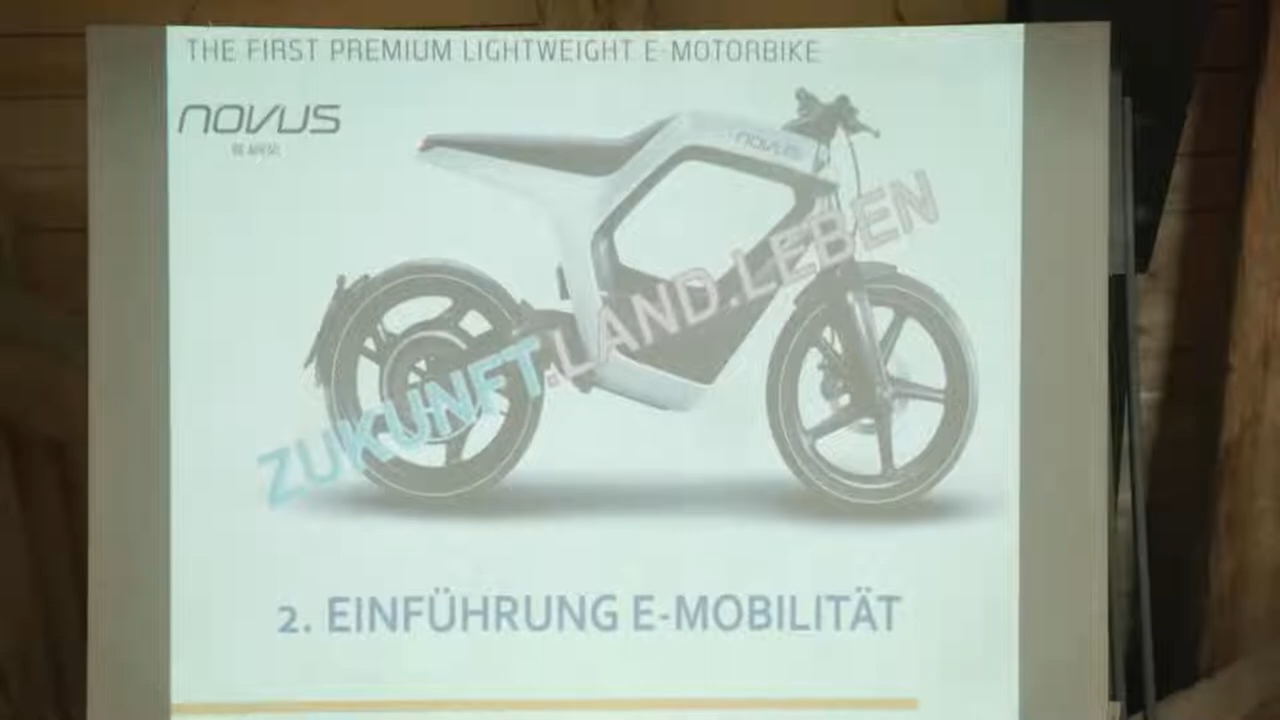 THE FIRST PREMIUM LIGHTWEIGHT E-MOTORBIKE
NOVUS
NOVUS
ZUKUNFT.LAND.LEBEN
2. EINFÜHRUNG E-MOBILITÄT